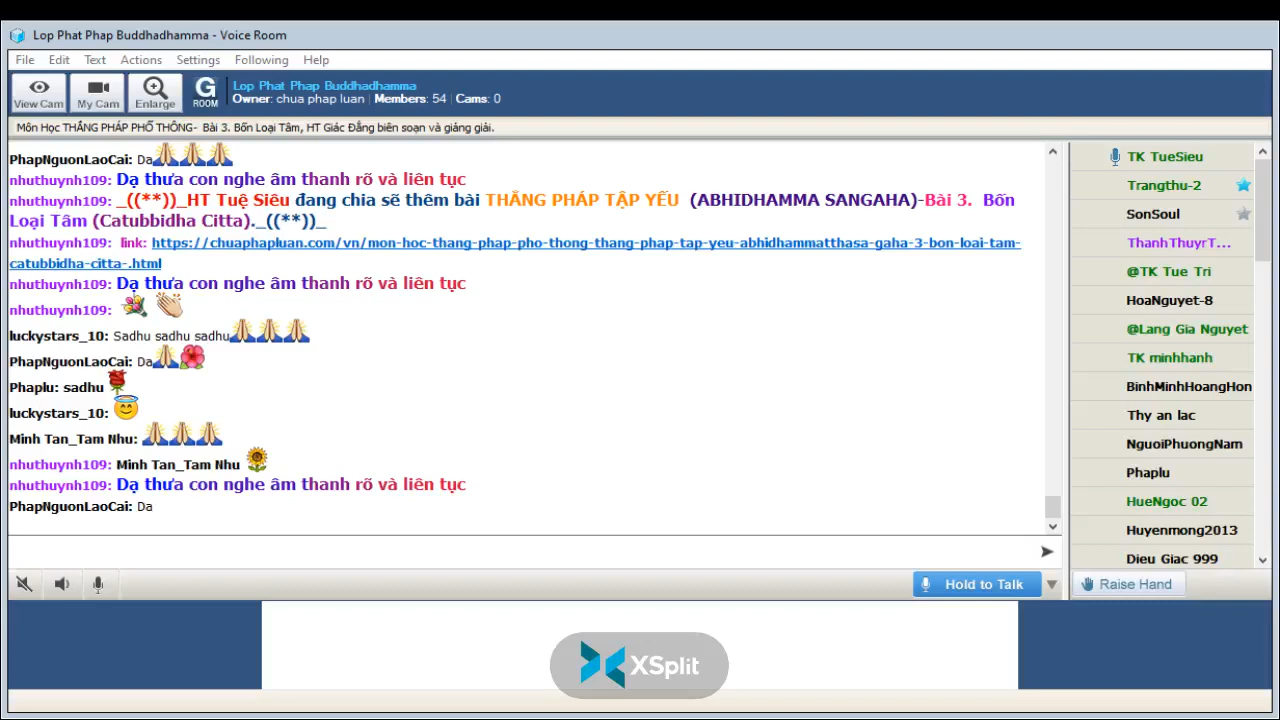 Lop Phat Phap Buddhadhamma - Voice Room
File Edit Text Actions Settings Following Help
View Cam My Cam Enlarge G ROOM
Lop Phat Phap Buddhadhamma
Owner: chua phap luan | Members: 54 | Cams: 0
Môn Học THẮNG PHÁP PHỔ THÔNG- Bài 3. Bốn Loại Tâm, HT Giác Đẳng biên soạn và giảng giải.
PhapNguonLaoCai: Da
nhuthuynh109: Dạ thưa con nghe âm thanh rõ và liên tục
nhuthuynh109: _((**))_HT Tuệ Siêu đang chia sẽ thêm bài THẮNG PHÁP TẬP YẾU (ABHIDHAMMA SANGAHA)-Bài 3. Bốn
Loại Tâm (Catubbidha Citta)._((**))_
nhuthuynh109: link: https://chuaphapluan.com/vn/mon-hoc-thang-phap-pho-thong-thang-phap-tap-yeu-abhidhammatthasa-gaha-3-bon-loai-tam-
catubbidha-citta-.html
nhuthuynh109: Dạ thưa con nghe âm thanh rõ và liên tục
nhuthuynh109:
luckystars_10: Sadhu sadhu sadhu
PhapNguonLaoCai: Da
Phaplu: sadhu
luckystars_10:
Minh Tan_Tam Nhu:
nhuthuynh109: Minh Tan_Tam Nhu
nhuthuynh109: Dạ thưa con nghe âm thanh rõ và liên tục
PhapNguonLaoCai: Da
TK TueSieu
Trangthu-2
SonSoul
ThanhThuyrT...
@TK Tue Tri
HoaNguyet-8
@Lang Gia Nguyet
TK minhhanh
BinhMinhHoangHon
Thy an lac
NguoiPhuongNam
Phaplu
HueNgoc 02
Huyenmong2013
Dieu Giac 999
Hold to Talk
Raise Hand
XSplit